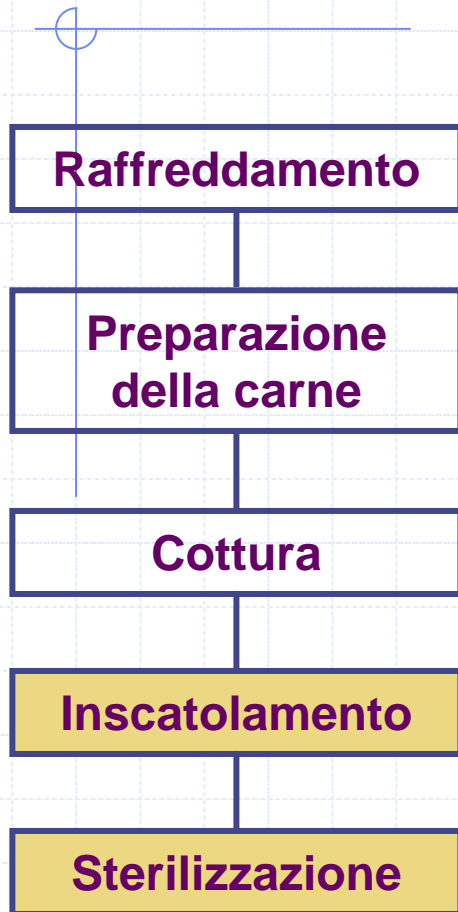 Raffreddamento
Preparazione
della carne
Cottura
Inscatolamento
Sterilizzazione